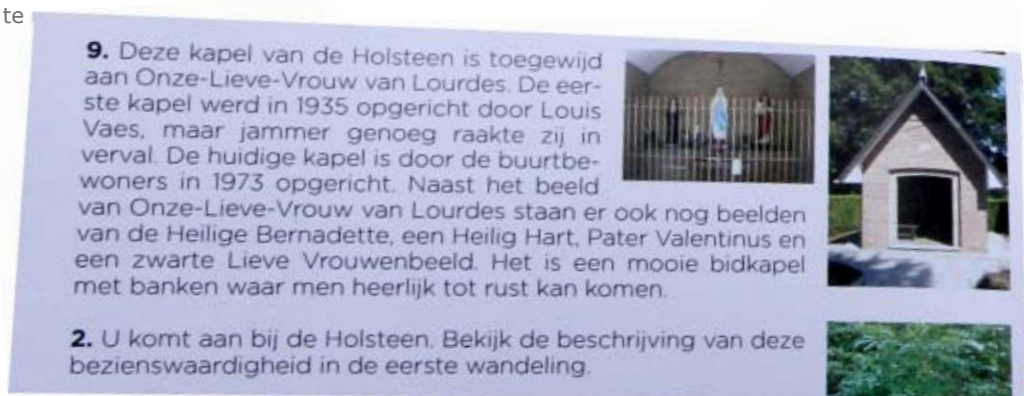 te
9. Deze kapel van de Holsteen is toegewijd
aan Onze-Lieve-Vrouw van Lourdes. De eer-
ste kapel werd in 1935 opgericht door Louis
Vaes, maar jammer genoeg raakte zij in
verval. De huidige kapel is door de buurtbe-
woners in 1973 opgericht. Naast het beeld
van Onze-Lieve-Vrouw van Lourdes staan er ook nog beelden
van de Heilige Bernadette, een Heilig Hart, Pater Valentinus en
een zwarte Lieve Vrouwenbeeld. Het is een mooie bidkapel
met banken waar men heerlijk tot rust kan komen.
2. U komt aan bij de Holsteen. Bekijk de beschrijving van deze
bezienswaardigheid in de eerste wandeling.